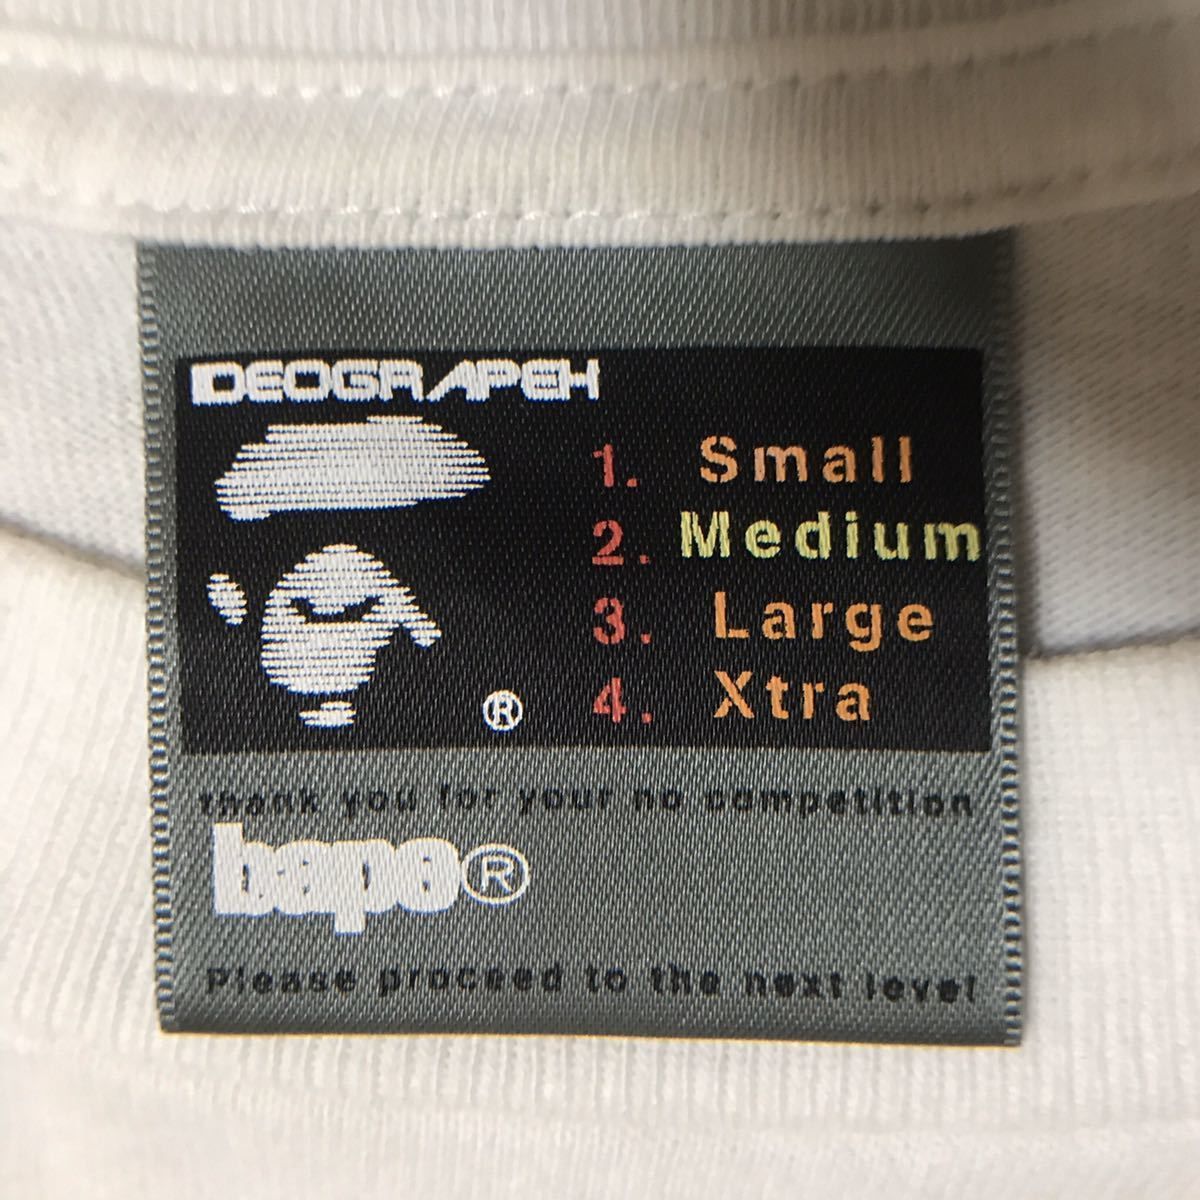 IDEOGRAPEH
1. Small
2. Medium
3. Large
4. Xtra
®
thank you for your no competition
bape®
Please proceed to the next level